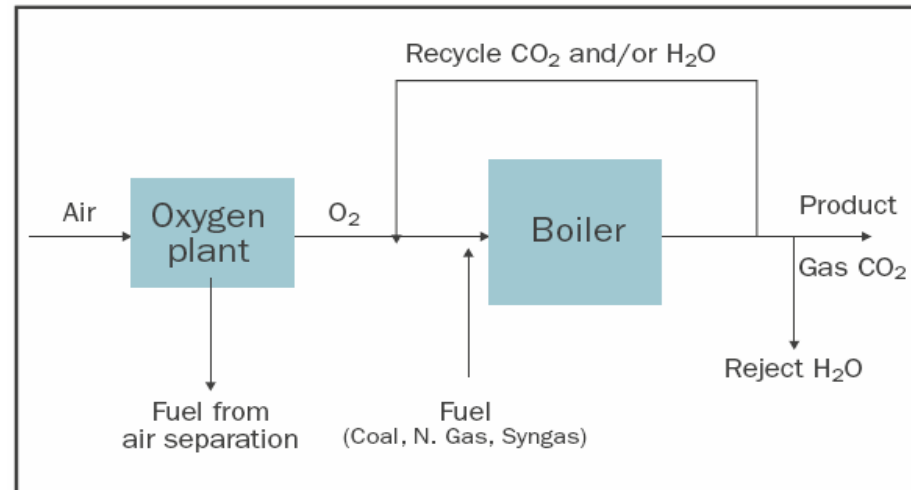 Recycle CO₂ and/or H₂O
Air
Oxygen
plant
O₂
Boiler
Product
Gas CO₂
Reject H₂O
Fuel from
air separation
Fuel
(Coal, N. Gas, Syngas)